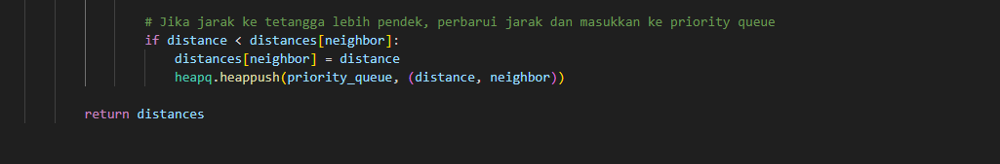 # Jika jarak ke tetangga lebih pendek, perbarui jarak dan masukkan ke priority queue
if distance < distances[neighbor]:
distances[neighbor] = distance
heapq.heappush(priority_queue, (distance, neighbor))
return distances